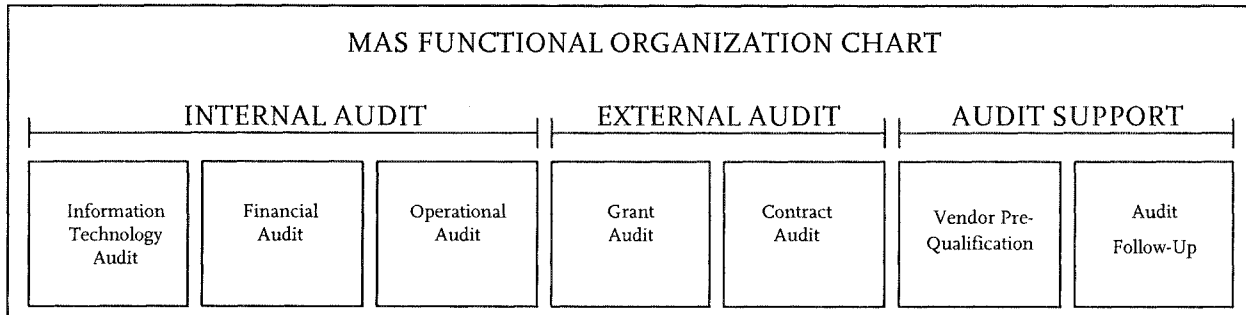 MAS FUNCTIONAL ORGANIZATION CHART
INTERNAL AUDIT
EXTERNAL AUDIT
AUDIT SUPPORT
Information
Technology
Audit
Financial
Audit
Operational
Audit
Grant
Audit
Contract
Audit
Vendor Pre-
Qualification
Audit
Follow-Up